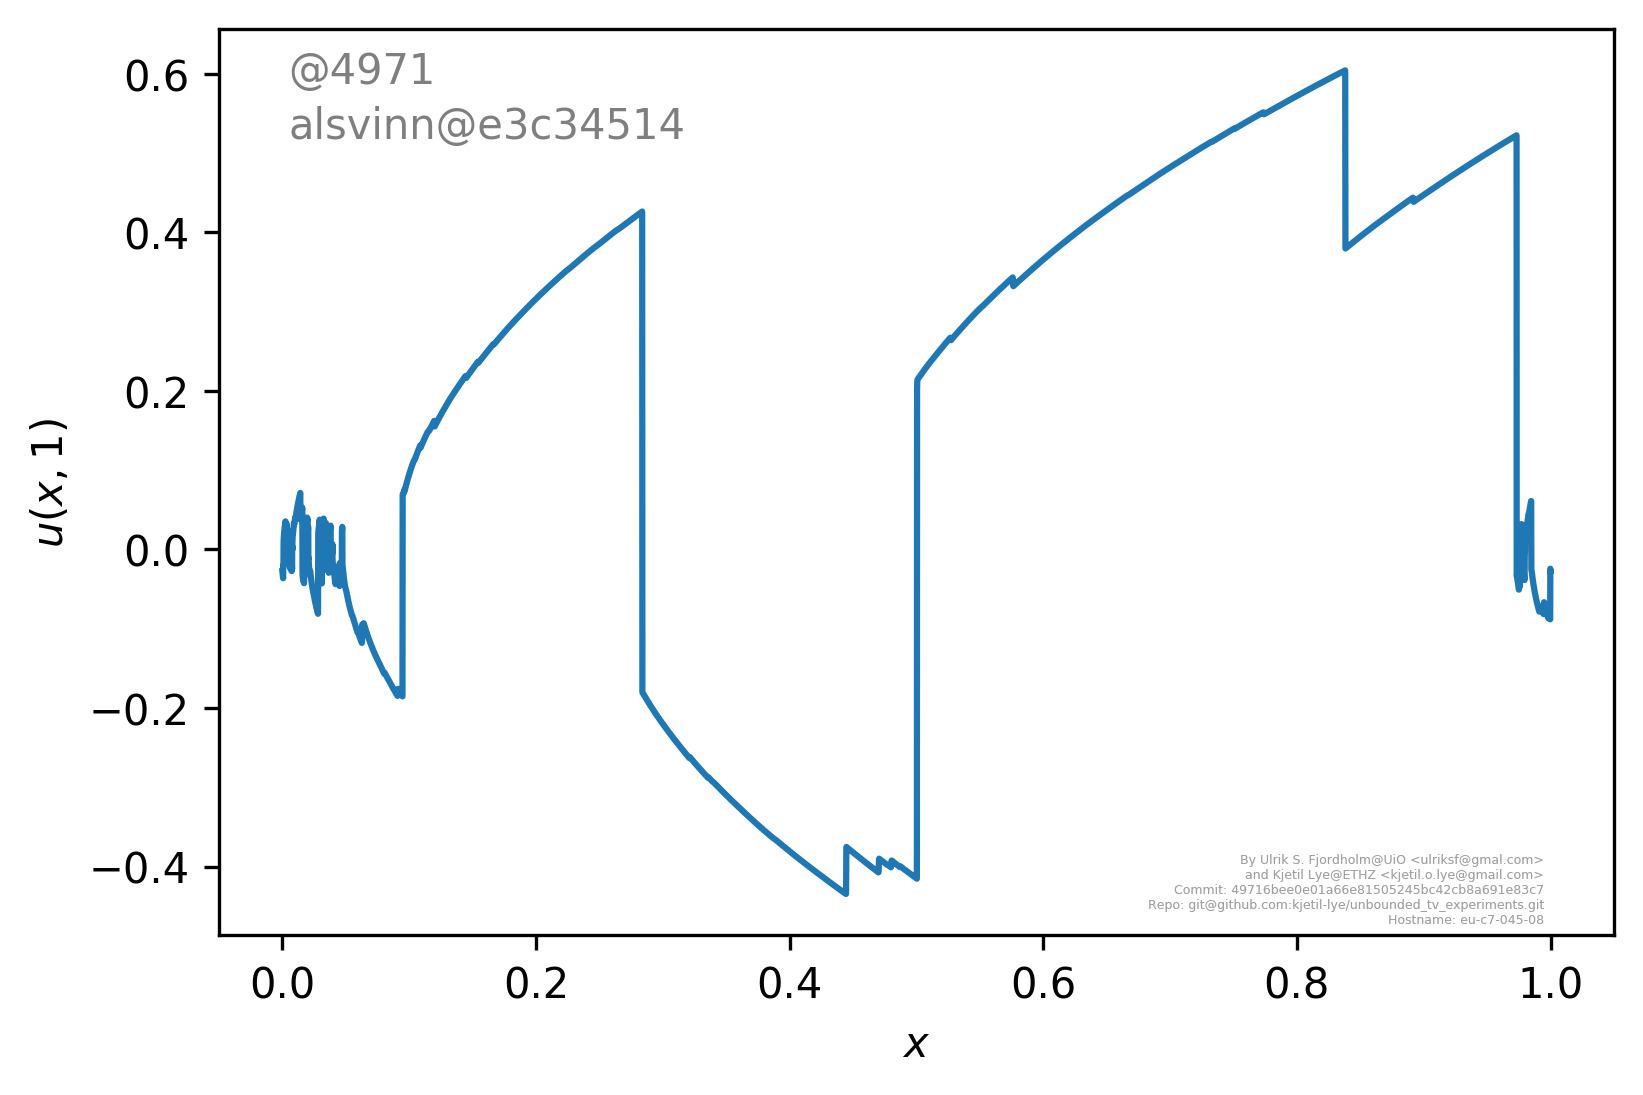 @4971
alsvinn@e3c34514
0.6
0.4
0.2
0.0
−0.2
−0.4
u(x, 1)
0.0 0.2 0.4 0.6 0.8 1.0
x
By Ulrik S. Fjordholm@UiO <ulriksf@gmal.com>
and Kjetil Lye@ETHZ <kjetil.o.lye@gmail.com>
Commit: 49716bee0e01a66e81505245bc42cb8a691e83c7
Repo: git@github.com:kjetil-lye/unbounded_tv_experiments.git
Hostname: eu-c7-045-08